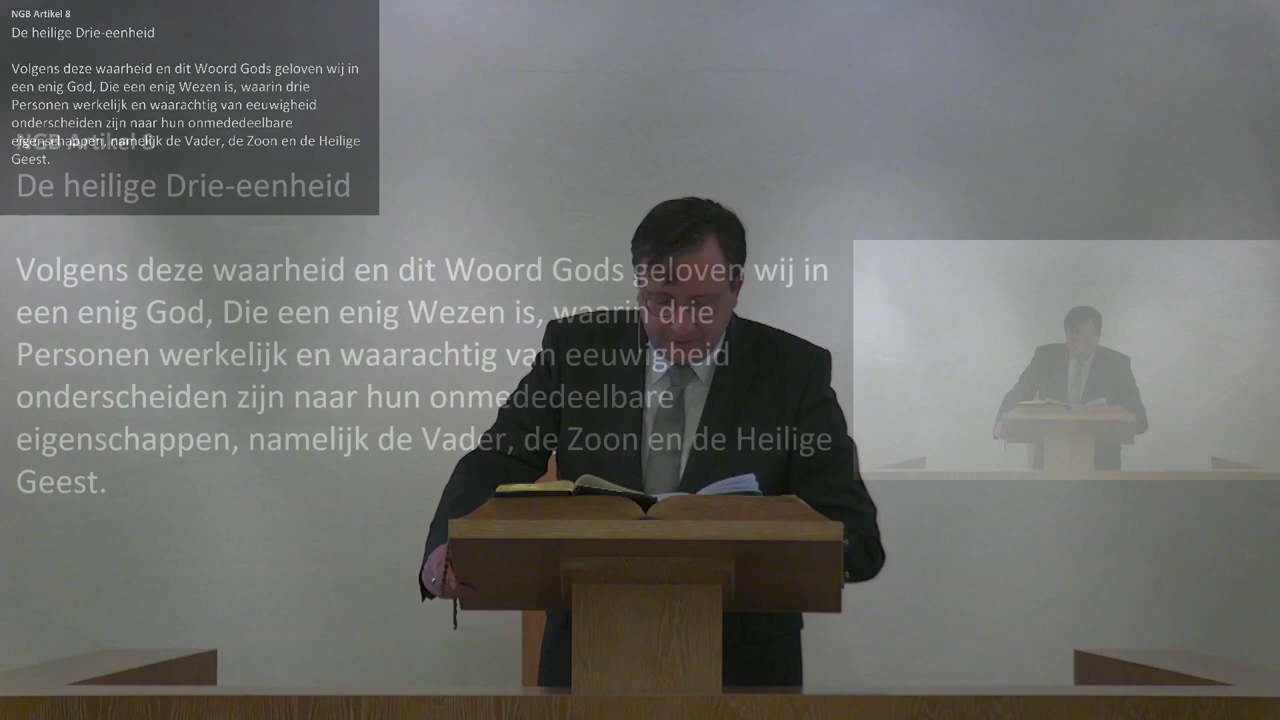 NGB Artikel 8
De heilige Drie-eenheid
Volgens deze waarheid en dit Woord Gods geloven wij in
een enig God, Die een enig Wezen is, waarin drie
Personen werkelijk en waarachtig van eeuwigheid
onderscheiden zijn naar hun onmededeelbare
eigenschappen, namelijk de Vader, de Zoon en de Heilige
Geest.
NGB Artikel 8
De heilige Drie-eenheid
Volgens deze waarheid en dit Woord Gods geloven wij in
een enig God, Die een enig Wezen is, waarin drie
Personen werkelijk en waarachtig van eeuwigheid
onderscheiden zijn naar hun onmededeelbare
eigenschappen, namelijk de Vader, de Zoon en de Heilige
Geest.